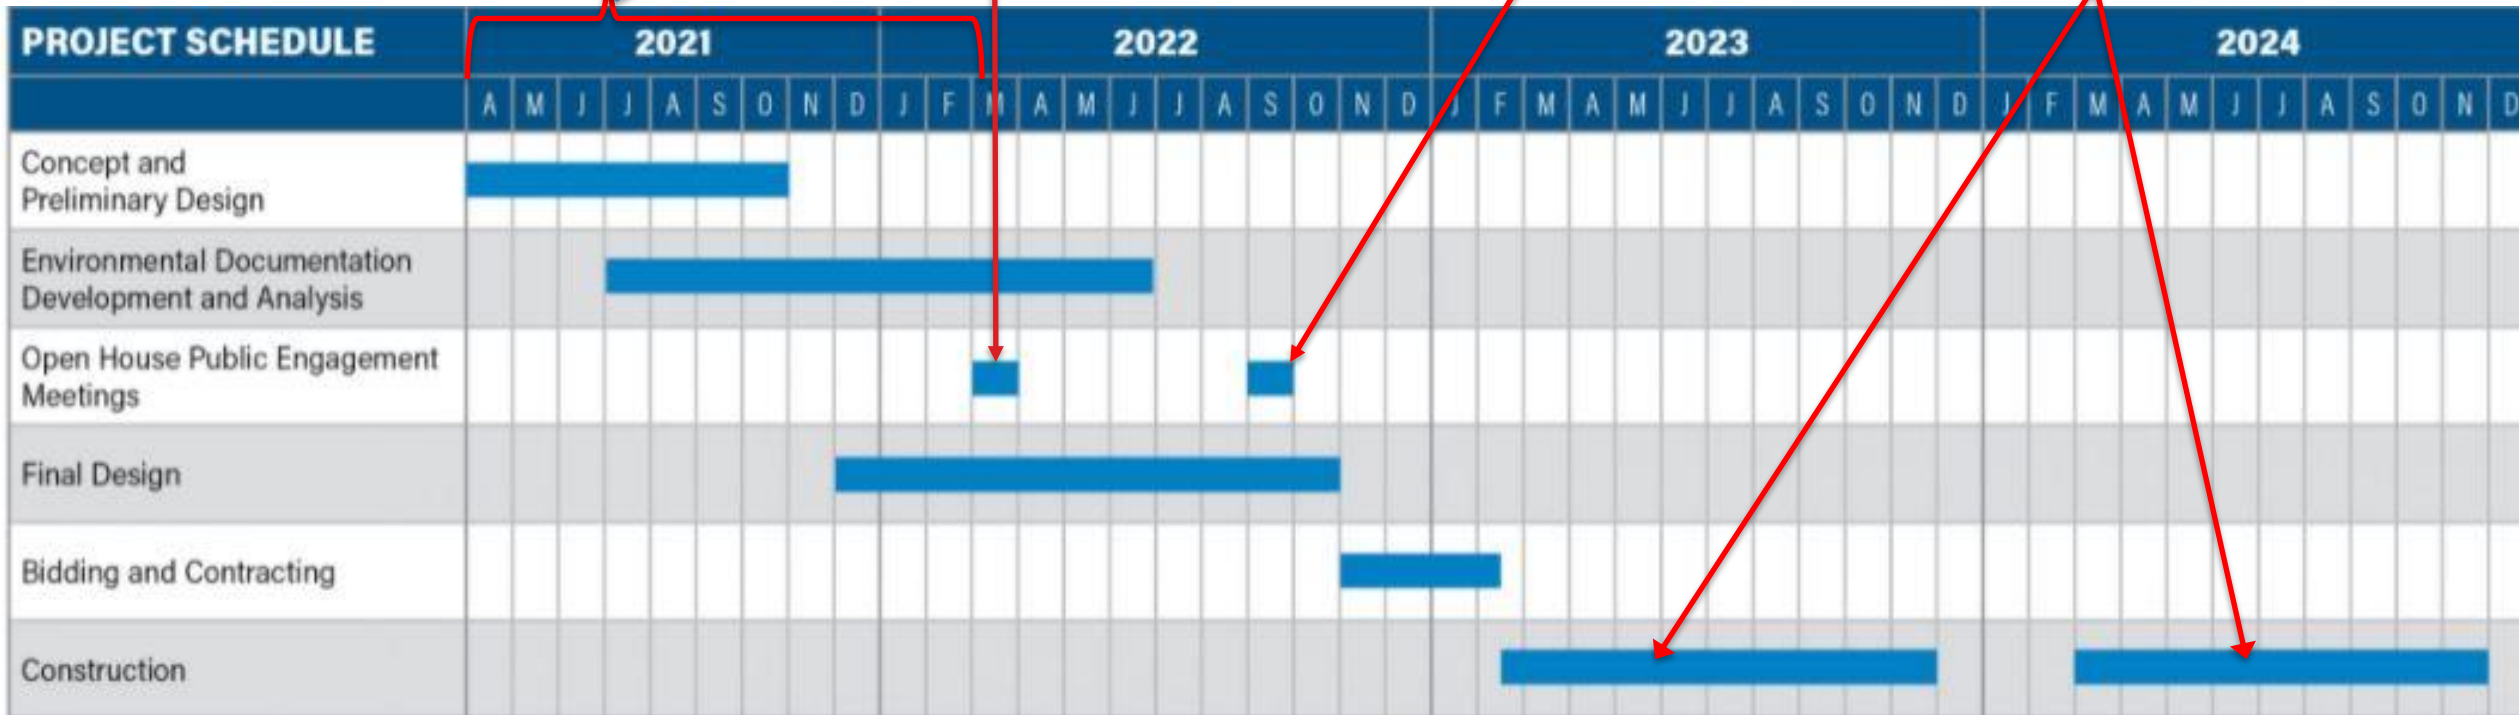 PROJECT SCHEDULE 2021 2022 2023 2024
A M J J A S O N D J F M A M J J A S O N D J F M A M J J A S O N D J F M A M J J A S O N D
Concept and
Preliminary Design
Environmental Documentation
Development and Analysis
Open House Public Engagement
Meetings
Final Design
Bidding and Contracting
Construction